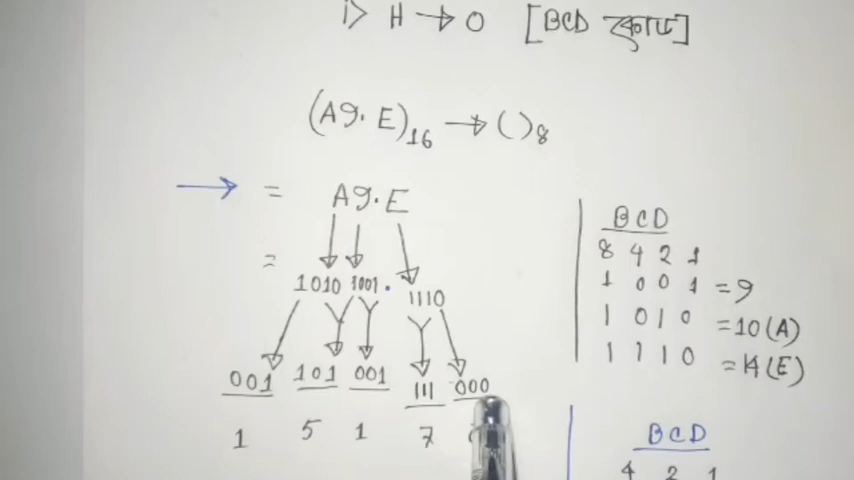 i> H → O [BCD কোড]
(A9.E)₁₆ → ( )₈
→ = A9.E
= 1010 1001 . 1110
001 101 001 111 000
1 5 1 7
BCD
8 4 2 1
1 0 0 1 = 9
1 0 1 0 = 10(A)
1 1 1 0 = 14(E)
BCD
4 2 1